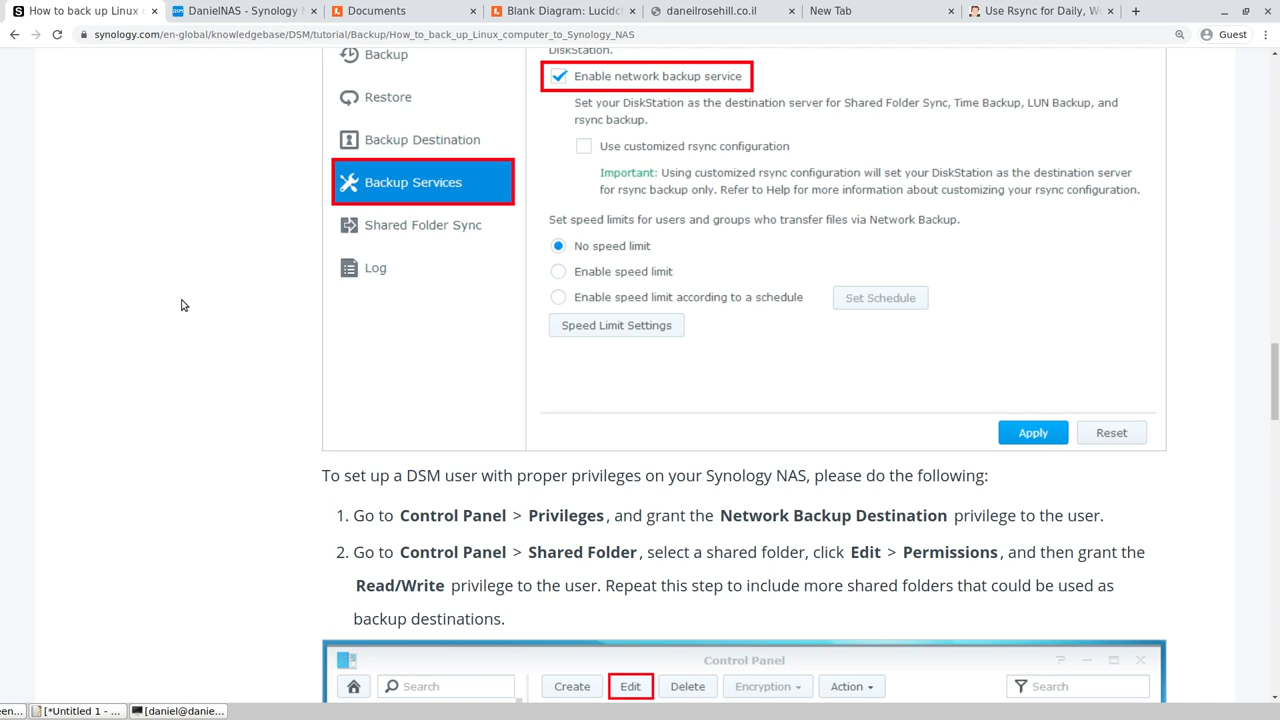 How to back up Linux c
DanielNAS - Synology N
Documents
Blank Diagram: Lucidc
daneilrosehill.co.il
New Tab
Use Rsync for Daily, We
synology.com/en-global/knowledgebase/DSM/tutorial/Backup/How_to_back_up_Linux_computer_to_Synology_NAS
Guest
Backup
DiskStation.
Enable network backup service
Restore
Set your DiskStation as the destination server for Shared Folder Sync, Time Backup, LUN Backup, and
rsync backup.
Backup Destination
Use customized rsync configuration
Important: Using customized rsync configuration will set your DiskStation as the destination server
Backup Services
for rsync backup only. Refer to Help for more information about customizing your rsync configuration.
Shared Folder Sync
Set speed limits for users and groups who transfer files via Network Backup.
No speed limit
Log
Enable speed limit
Enable speed limit according to a schedule
Set Schedule
Speed Limit Settings
Apply
Reset
To set up a DSM user with proper privileges on your Synology NAS, please do the following:
1. Go to Control Panel > Privileges, and grant the Network Backup Destination privilege to the user.
2. Go to Control Panel > Shared Folder, select a shared folder, click Edit > Permissions, and then grant the
Read/Write privilege to the user. Repeat this step to include more shared folders that could be used as
backup destinations.
Control Panel
Search
Create
Edit
Delete
Encryption
Action
Search
een...
[*Untitled 1 - ...
[daniel@danie...